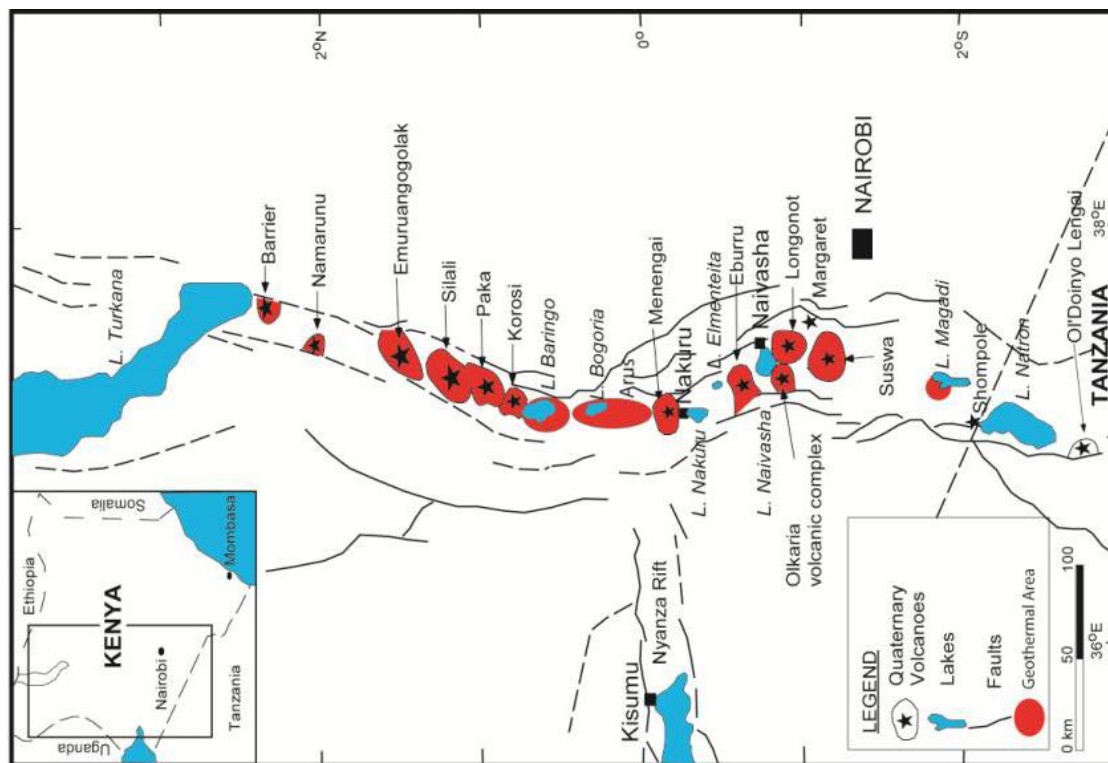 Ethiopia
Somalia
KENYA
Nairobi
Mombasa
Uganda
Tanzania
2°N
0°
2°S
L. Turkana
Barrier
Namarunu
Emuruangogolak
Silali
Paka
Korosi
L. Baringo
L. Bogoria
Arus
Menengai
Nakuru
L. Nakuru
L. Elmenteita
Eburru
Naivasha
L. Naivasha
Longonot
Margaret
Olkaria
volcanic complex
Suswa
NAIROBI
Kisumu
Nyanza Rift
L. Magadi
Shompole
L. Natron
Ol'Doinyo Lengai
TANZANIA
38°E
36°E
LEGEND
Quaternary
Volcanoes
Lakes
Faults
Geothermal Area
0 km
50
100